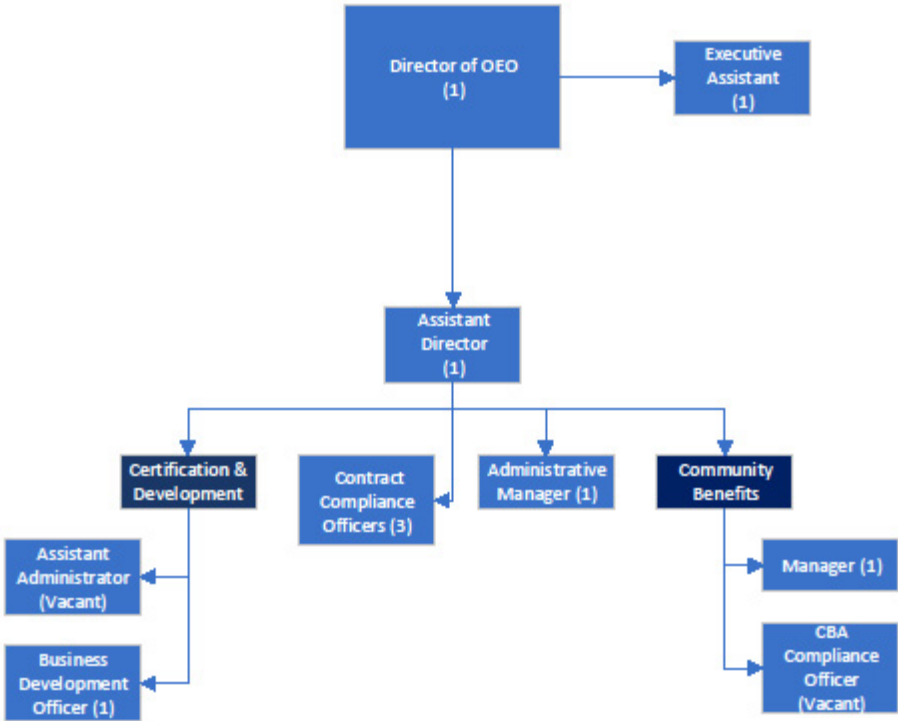 Director of OEO
(1)
Executive
Assistant
(1)
Assistant
Director
(1)
Certification &
Development
Contract
Compliance
Officers (3)
Administrative
Manager (1)
Community
Benefits
Assistant
Administrator
(Vacant)
Manager (1)
Business
Development
Officer (1)
CBA
Compliance
Officer
(Vacant)